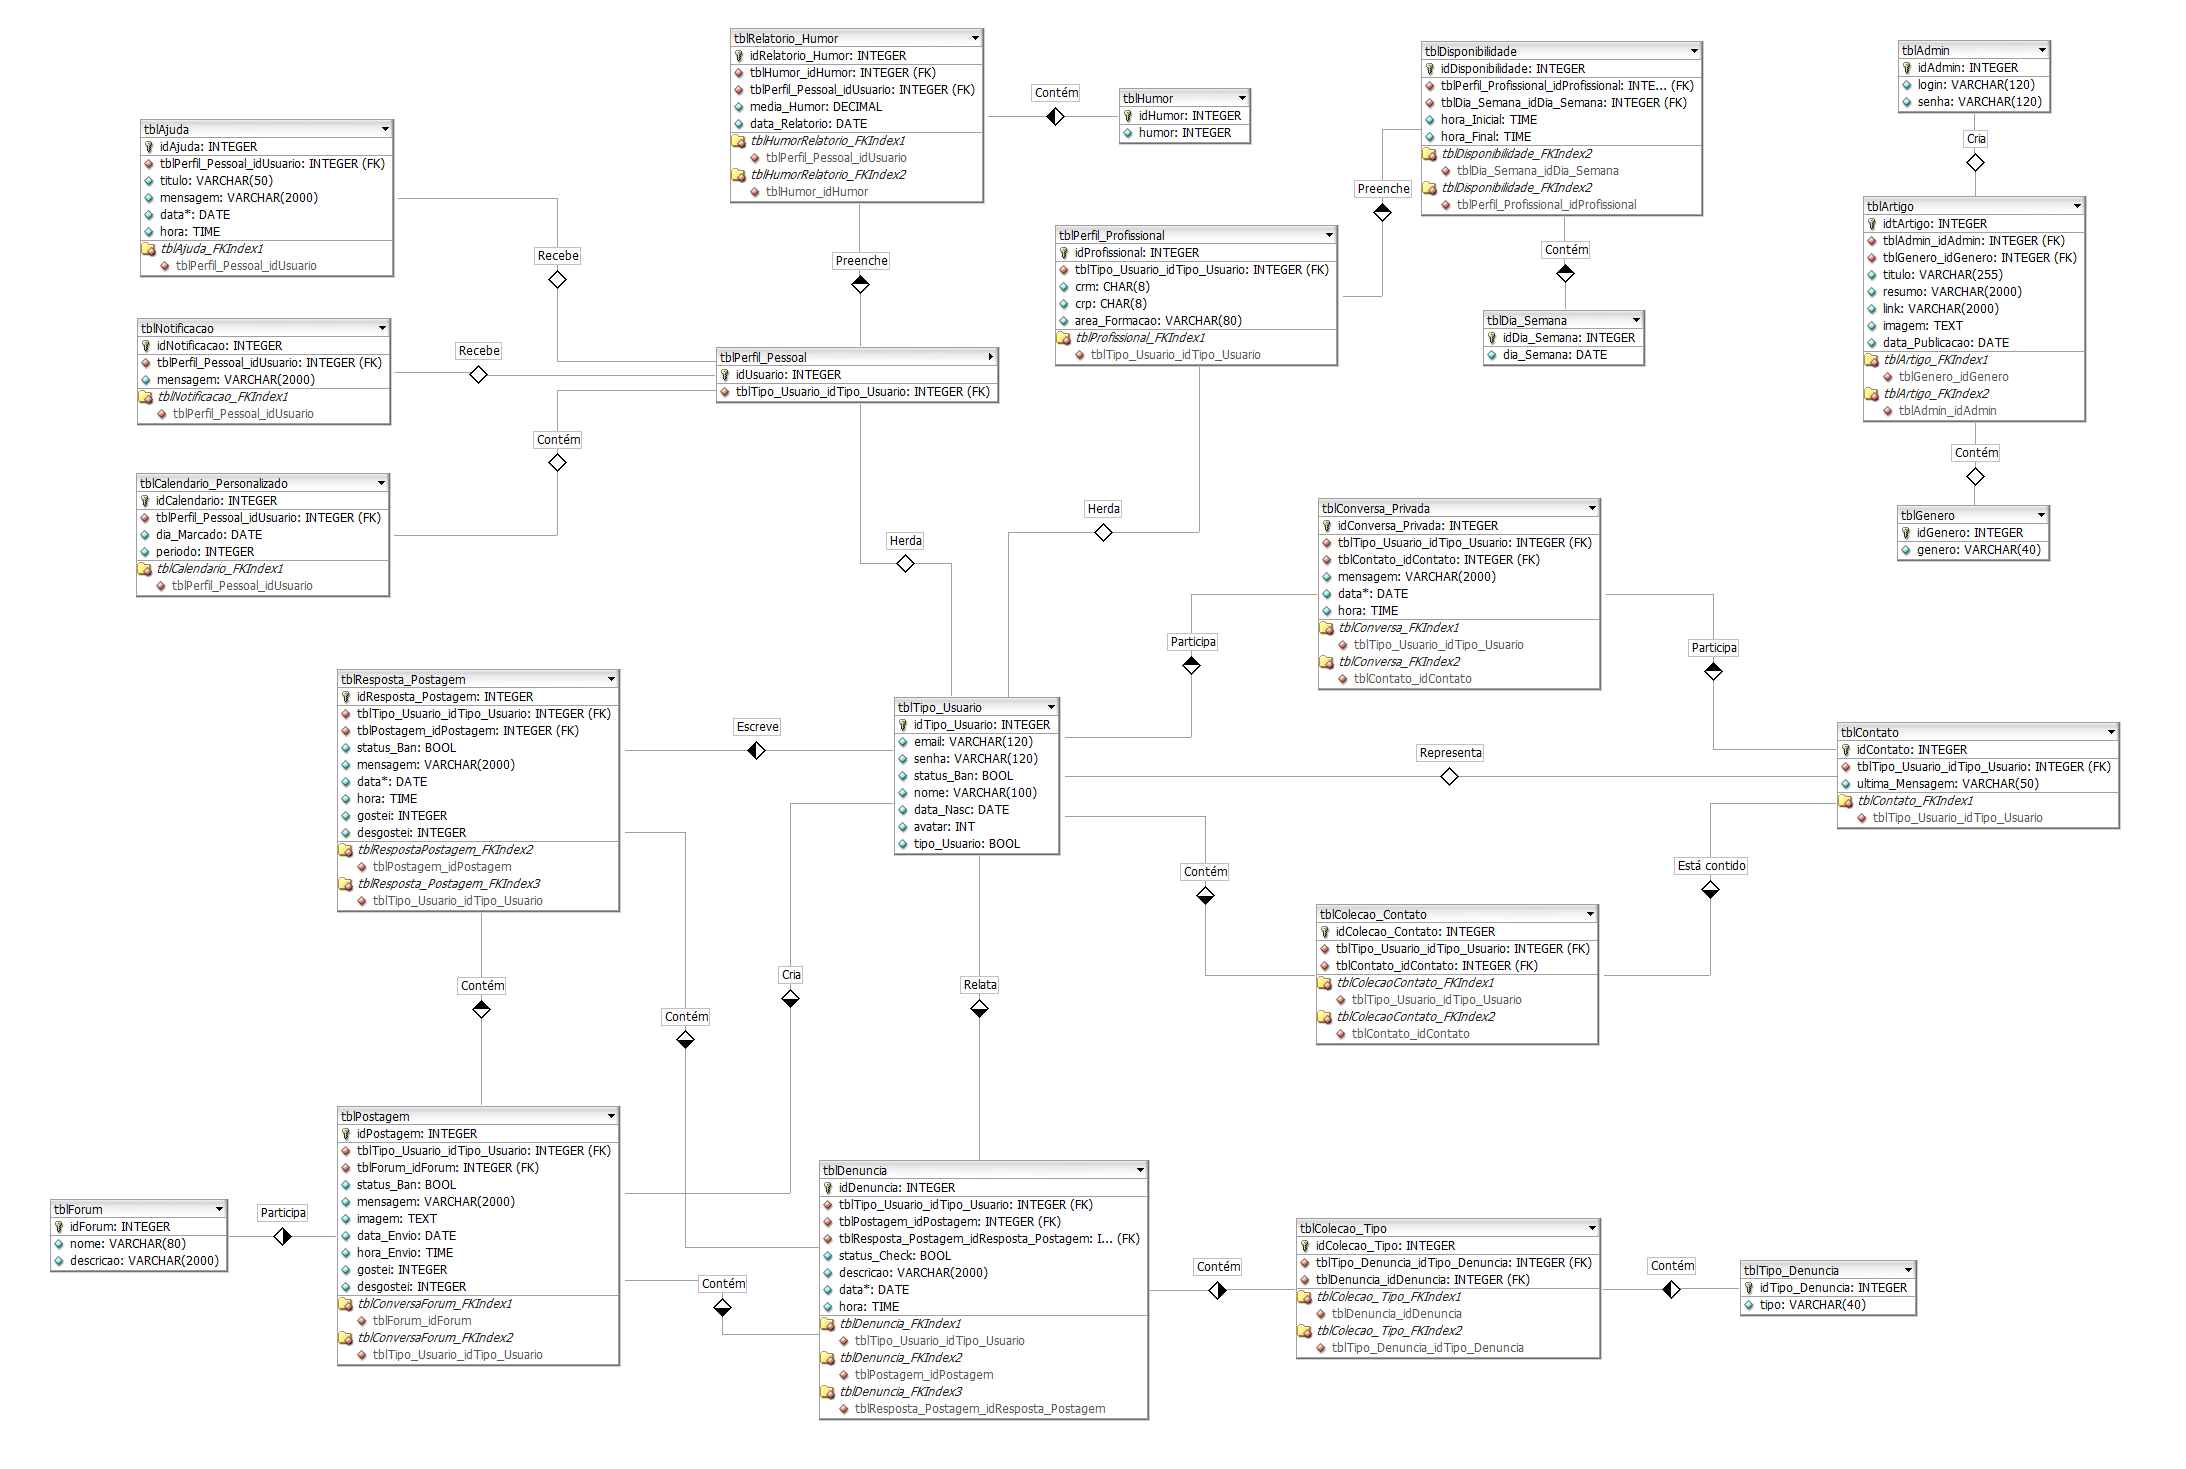 tblRelatorio_Humor
idRelatorio_Humor: INTEGER
tblHumor_idHumor: INTEGER (FK)
tblPerfil_Pessoal_idUsuario: INTEGER (FK)
media_Humor: DECIMAL
data_Relatorio: DATE
tblHumorRelatorio_FKIndex1
tblPerfil_Pessoal_idUsuario
tblHumorRelatorio_FKIndex2
tblHumor_idHumor
Contém
tblHumor
idHumor: INTEGER
humor: INTEGER
tblDisponibilidade
idDisponibilidade: INTEGER
tblPerfil_Profissional_idProfissional: INTE... (FK)
tblDia_Semana_idDia_Semana: INTEGER (FK)
hora_Inicial: TIME
hora_Final: TIME
tblDisponibilidade_FKIndex2
tblDia_Semana_idDia_Semana
tblDisponibilidade_FKIndex2
tblPerfil_Profissional_idProfissional
tblAdmin
idAdmin: INTEGER
login: VARCHAR(120)
senha: VARCHAR(120)
Cria
tblAjuda
idAjuda: INTEGER
tblPerfil_Pessoal_idUsuario: INTEGER (FK)
titulo: VARCHAR(50)
mensagem: VARCHAR(2000)
data*: DATE
hora: TIME
tblAjuda_FKIndex1
tblPerfil_Pessoal_idUsuario
Recebe
Preenche
Preenche
tblPerfil_Profissional
idProfissional: INTEGER
tblTipo_Usuario_idTipo_Usuario: INTEGER (FK)
crm: CHAR(8)
crp: CHAR(8)
area_Formacao: VARCHAR(80)
tblProfissional_FKIndex1
tblTipo_Usuario_idTipo_Usuario
Contém
tblDia_Semana
idDia_Semana: INTEGER
dia_Semana: DATE
tblArtigo
idtArtigo: INTEGER
tblAdmin_idAdmin: INTEGER (FK)
tblGenero_idGenero: INTEGER (FK)
titulo: VARCHAR(255)
resumo: VARCHAR(2000)
link: VARCHAR(2000)
imagem: TEXT
data_Publicacao: DATE
tblArtigo_FKIndex1
tblGenero_idGenero
tblArtigo_FKIndex2
tblAdmin_idAdmin
Contém
tblGenero
idGenero: INTEGER
genero: VARCHAR(40)
tblNotificacao
idNotificacao: INTEGER
tblPerfil_Pessoal_idUsuario: INTEGER (FK)
mensagem: VARCHAR(2000)
tblNotificacao_FKIndex1
tblPerfil_Pessoal_idUsuario
Recebe
tblPerfil_Pessoal
idUsuario: INTEGER
tblTipo_Usuario_idTipo_Usuario: INTEGER (FK)
Contém
tblCalendario_Personalizado
idCalendario: INTEGER
tblPerfil_Pessoal_idUsuario: INTEGER (FK)
dia_Marcado: DATE
periodo: INTEGER
tblCalendario_FKIndex1
tblPerfil_Pessoal_idUsuario
Herda
Herda
tblConversa_Privada
idConversa_Privada: INTEGER
tblTipo_Usuario_idTipo_Usuario: INTEGER (FK)
tblContato_idContato: INTEGER (FK)
mensagem: VARCHAR(2000)
data*: DATE
hora: TIME
tblConversa_FKIndex1
tblTipo_Usuario_idTipo_Usuario
tblConversa_FKIndex2
tblContato_idContato
Participa
Participa
tblResposta_Postagem
idResposta_Postagem: INTEGER
tblTipo_Usuario_idTipo_Usuario: INTEGER (FK)
tblPostagem_idPostagem: INTEGER (FK)
status_Ban: BOOL
mensagem: VARCHAR(2000)
data*: DATE
hora: TIME
gostei: INTEGER
desgostei: INTEGER
tblRespostaPostagem_FKIndex2
tblPostagem_idPostagem
tblResposta_Postagem_FKIndex3
tblTipo_Usuario_idTipo_Usuario
Escreve
tblTipo_Usuario
idTipo_Usuario: INTEGER
email: VARCHAR(120)
senha: VARCHAR(120)
status_Ban: BOOL
nome: VARCHAR(100)
data_Nasc: DATE
avatar: INT
tipo_Usuario: BOOL
Representa
tblContato
idContato: INTEGER
tblTipo_Usuario_idTipo_Usuario: INTEGER (FK)
ultima_Mensagem: VARCHAR(50)
tblContato_FKIndex1
tblTipo_Usuario_idTipo_Usuario
Contém
Está contido
tblColecao_Contato
idColecao_Contato: INTEGER
tblTipo_Usuario_idTipo_Usuario: INTEGER (FK)
tblContato_idContato: INTEGER (FK)
tblColecaoContato_FKIndex1
tblTipo_Usuario_idTipo_Usuario
tblColecaoContato_FKIndex2
tblContato_idContato
Contém
Contém
Cria
Relata
tblForum
idForum: INTEGER
nome: VARCHAR(80)
descricao: VARCHAR(2000)
Participa
tblPostagem
idPostagem: INTEGER
tblTipo_Usuario_idTipo_Usuario: INTEGER (FK)
tblForum_idForum: INTEGER (FK)
status_Ban: BOOL
mensagem: VARCHAR(2000)
imagem: TEXT
data_Envio: DATE
hora_Envio: TIME
gostei: INTEGER
desgostei: INTEGER
tblConversaForum_FKIndex1
tblForum_idForum
tblConversaForum_FKIndex2
tblTipo_Usuario_idTipo_Usuario
Contém
tblDenuncia
idDenuncia: INTEGER
tblTipo_Usuario_idTipo_Usuario: INTEGER (FK)
tblPostagem_idPostagem: INTEGER (FK)
tblResposta_Postagem_idResposta_Postagem: I... (FK)
status_Check: BOOL
descricao: VARCHAR(2000)
data*: DATE
hora: TIME
tblDenuncia_FKIndex1
tblTipo_Usuario_idTipo_Usuario
tblDenuncia_FKIndex2
tblPostagem_idPostagem
tblDenuncia_FKIndex3
tblResposta_Postagem_idResposta_Postagem
Contém
tblColecao_Tipo
idColecao_Tipo: INTEGER
tblTipo_Denuncia_idTipo_Denuncia: INTEGER (FK)
tblDenuncia_idDenuncia: INTEGER (FK)
tblColecao_Tipo_FKIndex1
tblDenuncia_idDenuncia
tblColecao_Tipo_FKIndex2
tblTipo_Denuncia_idTipo_Denuncia
Contém
tblTipo_Denuncia
idTipo_Denuncia: INTEGER
tipo: VARCHAR(40)